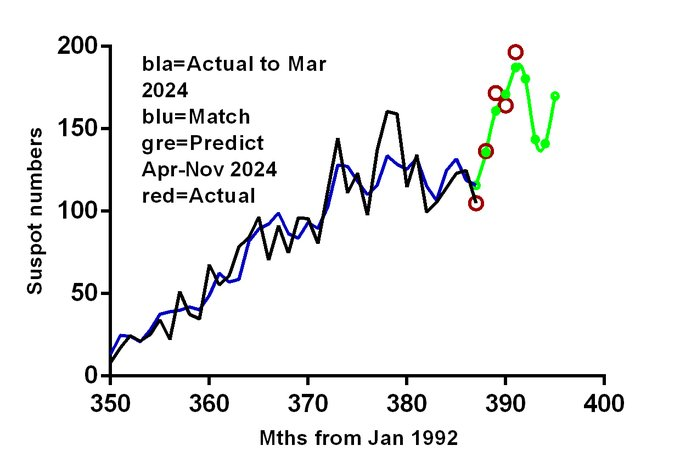 200
150
100
50
0
350
360
370
380
390
400
Suspot numbers
Mths from Jan 1992
bla=Actual to Mar
2024
blu=Match
gre=Predict
Apr-Nov 2024
red=Actual